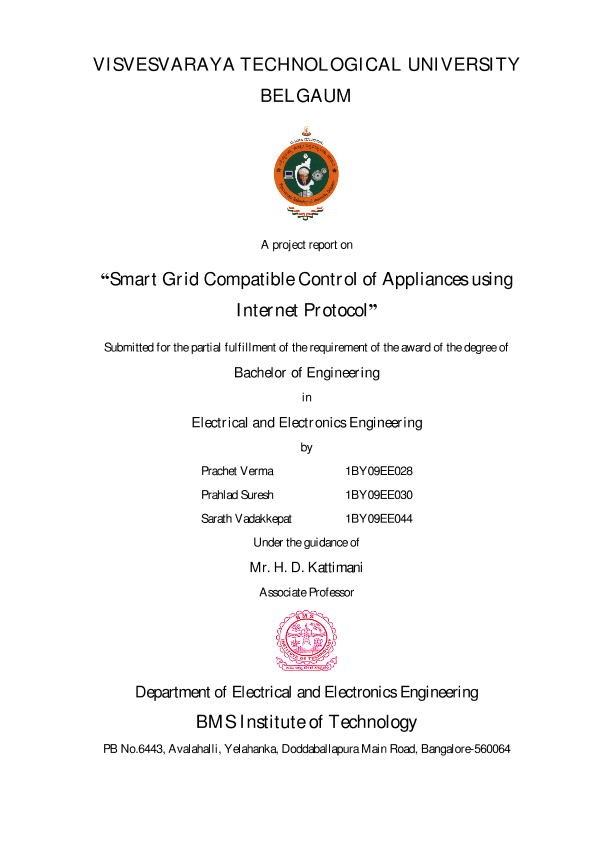 VISVESVARAYA TECHNOLOGICAL UNIVERSITY
BELGAUM
A project report on
“Smart Grid Compatible Control of Appliances using
Internet Protocol”
Submitted for the partial fulfillment of the requirement of the award of the degree of
Bachelor of Engineering
in
Electrical and Electronics Engineering
by
Prachet Verma 1BY09EE028
Prahlad Suresh 1BY09EE030
Sarath Vadakkepat 1BY09EE044
Under the guidance of
Mr. H. D. Kattimani
Associate Professor
BMS
INSTITUTE OF TECHNOLOGY
Department of Electrical and Electronics Engineering
BMS Institute of Technology
PB No.6443, Avalahalli, Yelahanka, Doddaballapura Main Road, Bangalore-560064